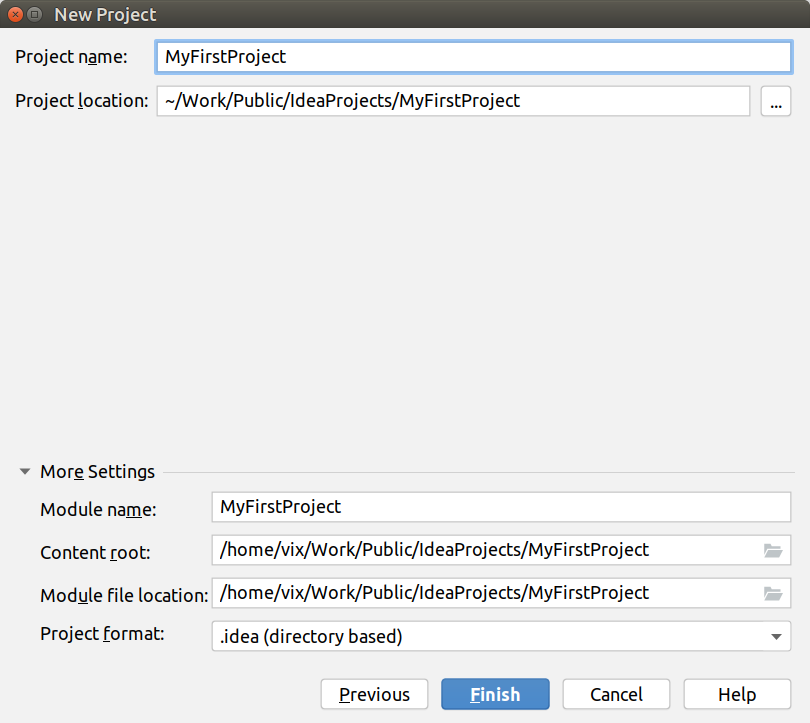 New Project
Project name: MyFirstProject
Project location: ~/Work/Public/IdeaProjects/MyFirstProject ...
More Settings
Module name: MyFirstProject
Content root: /home/vix/Work/Public/IdeaProjects/MyFirstProject
Module file location: /home/vix/Work/Public/IdeaProjects/MyFirstProject
Project format: .idea (directory based)
Previous Finish Cancel Help